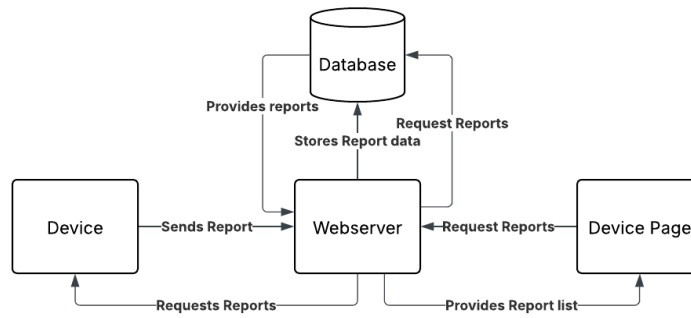 Database
Provides reports
Request Reports
Stores Report data
Device
Sends Report
Webserver
Request Reports
Device Page
Requests Reports
Provides Report list